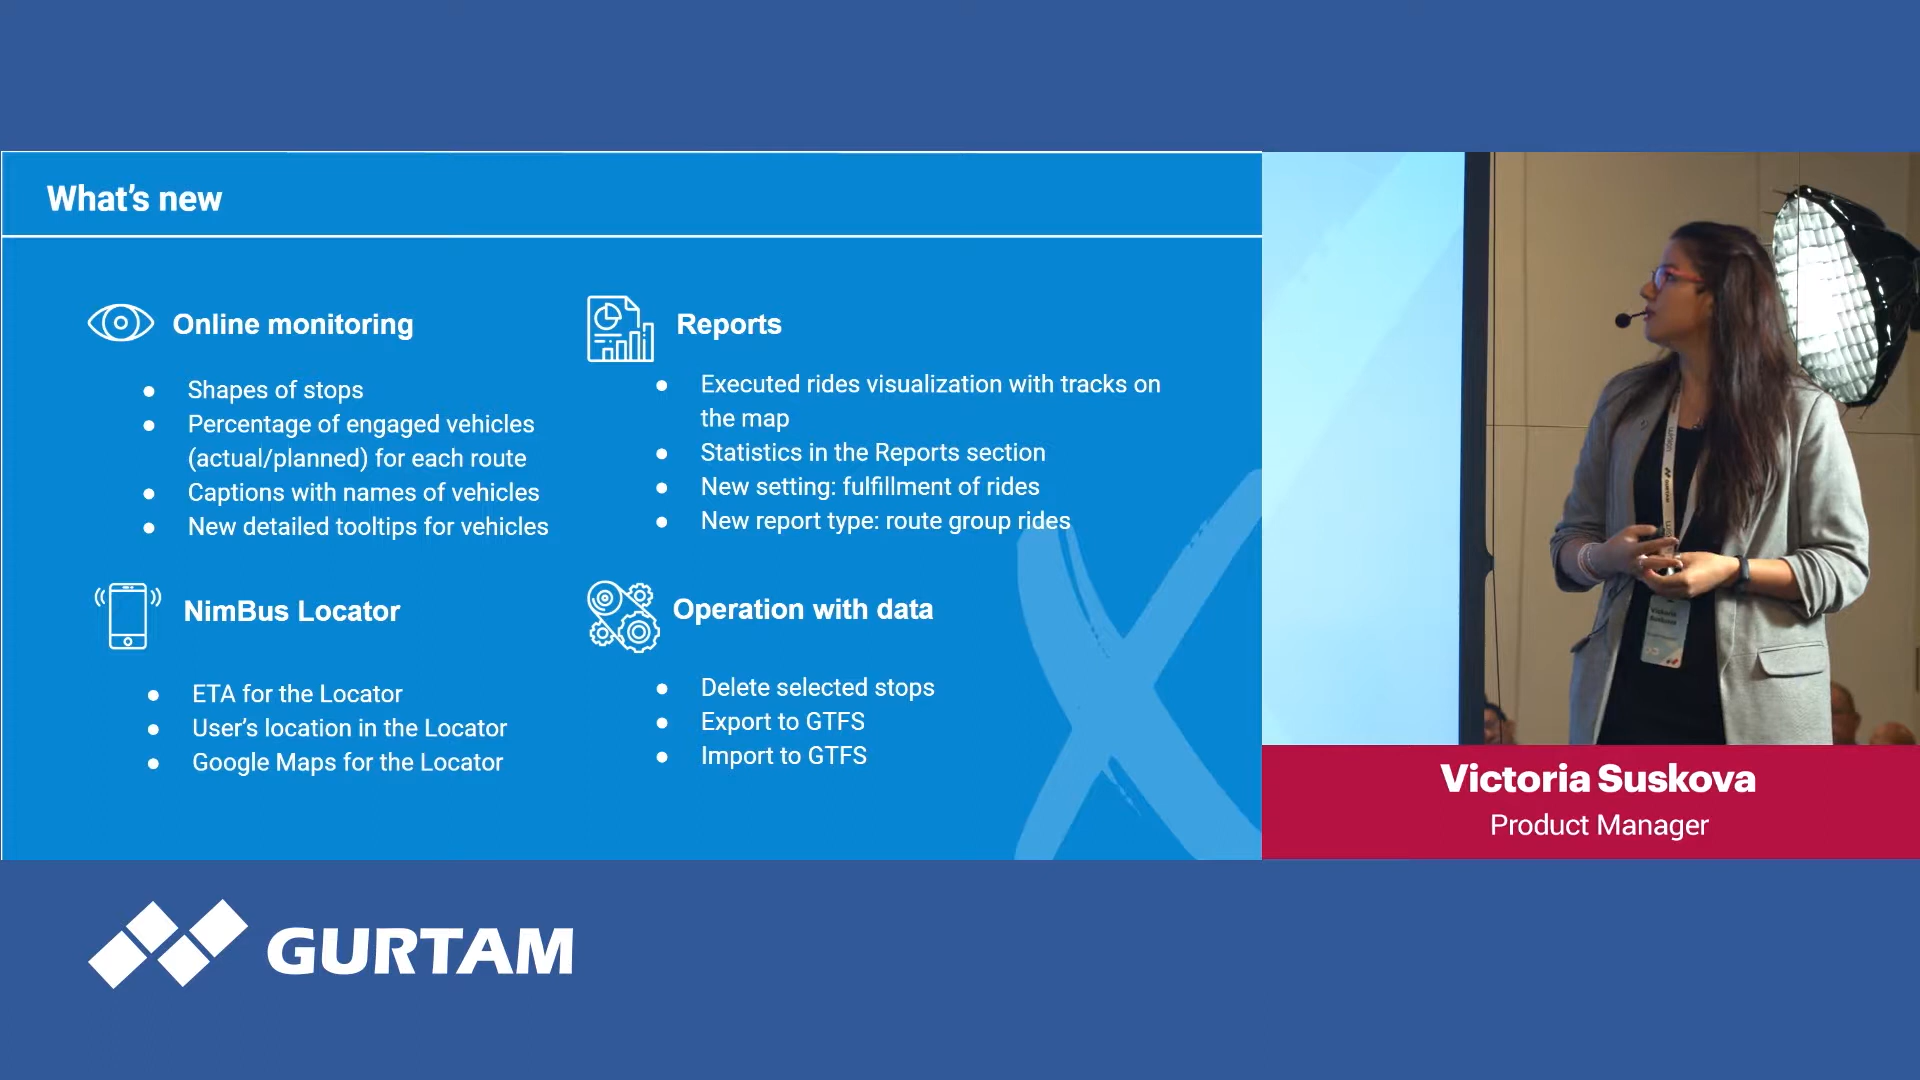 What's new
Online monitoring
● Shapes of stops
● Percentage of engaged vehicles
(actual/planned) for each route
● Captions with names of vehicles
● New detailed tooltips for vehicles
Reports
● Executed rides visualization with tracks on
the map
● Statistics in the Reports section
● New setting: fulfillment of rides
● New report type: route group rides
NimBus Locator
● ETA for the Locator
● User's location in the Locator
● Google Maps for the Locator
Operation with data
● Delete selected stops
● Export to GTFS
● Import to GTFS
Victoria Suskova
Product Manager
GURTAM